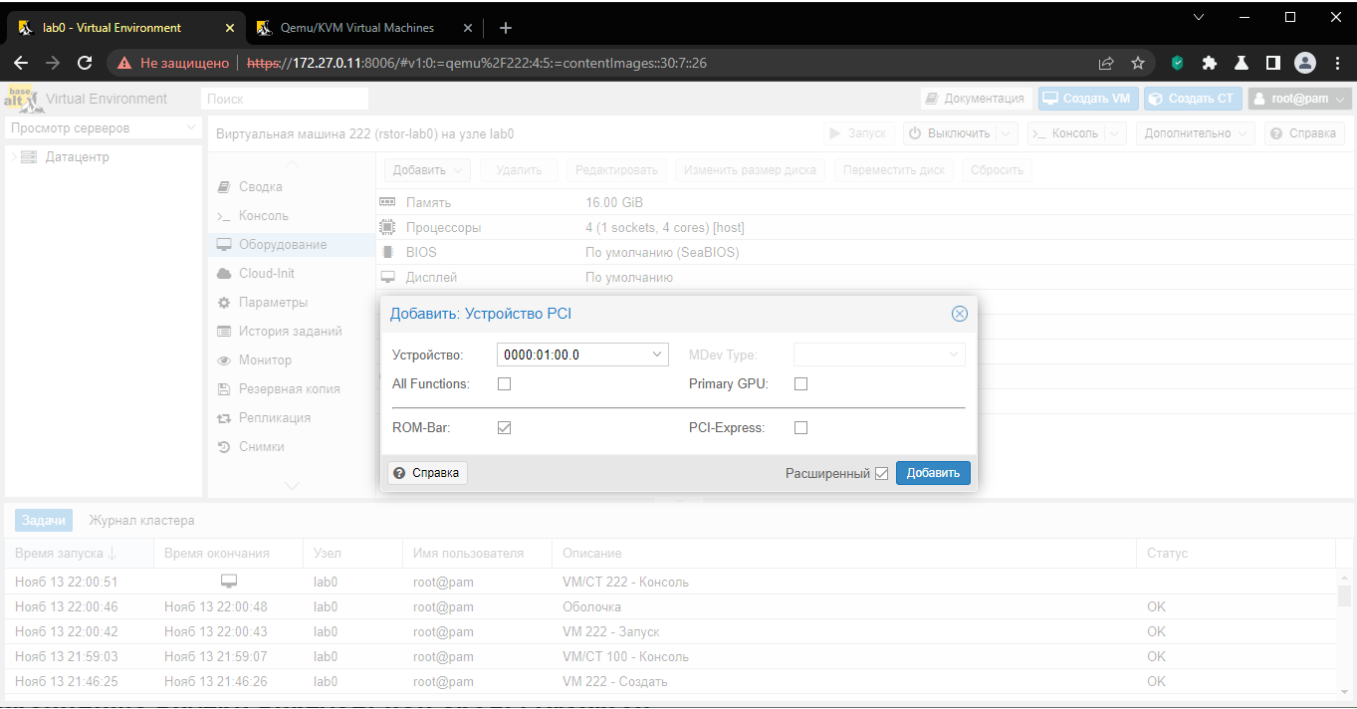 lab0 - Virtual Environment
Qemu/KVM Virtual Machines
Не защищено https://172.27.0.11:8006/#v1:0:=qemu%2F222:4:5:=contentImages::30:7::26
base alt Virtual Environment
Поиск
Документация
Создать VM
Создать CT
root@pam
Просмотр серверов
Виртуальная машина 222 (rstor-lab0) на узле lab0
Запуск
Выключить
Консоль
Дополнительно
Справка
Датацентр
Добавить
Удалить
Редактировать
Изменить размер диска
Переместить диск
Сбросить
Сводка
Консоль
Оборудование
Cloud-Init
Параметры
История заданий
Монитор
Резервная копия
Репликация
Снимки
Память 16.00 GiB
Процессоры 4 (1 sockets, 4 cores) [host]
BIOS По умолчанию (SeaBIOS)
Дисплей По умолчанию
Добавить: Устройство PCI
Устройство: 0000:01:00.0 MDev Type:
All Functions: Primary GPU:
ROM-Bar: PCI-Express:
Справка Расширенный Добавить
Задачи Журнал кластера
Время запуска Время окончания Узел Имя пользователя Описание Статус
Нояб 13 22:00:51 lab0 root@pam VM/CT 222 - Консоль
Нояб 13 22:00:46 Нояб 13 22:00:48 lab0 root@pam Оболочка OK
Нояб 13 22:00:42 Нояб 13 22:00:43 lab0 root@pam VM 222 - Запуск OK
Нояб 13 21:59:03 Нояб 13 21:59:07 lab0 root@pam VM/CT 100 - Консоль OK
Нояб 13 21:46:25 Нояб 13 21:46:26 lab0 root@pam VM 222 - Создать OK